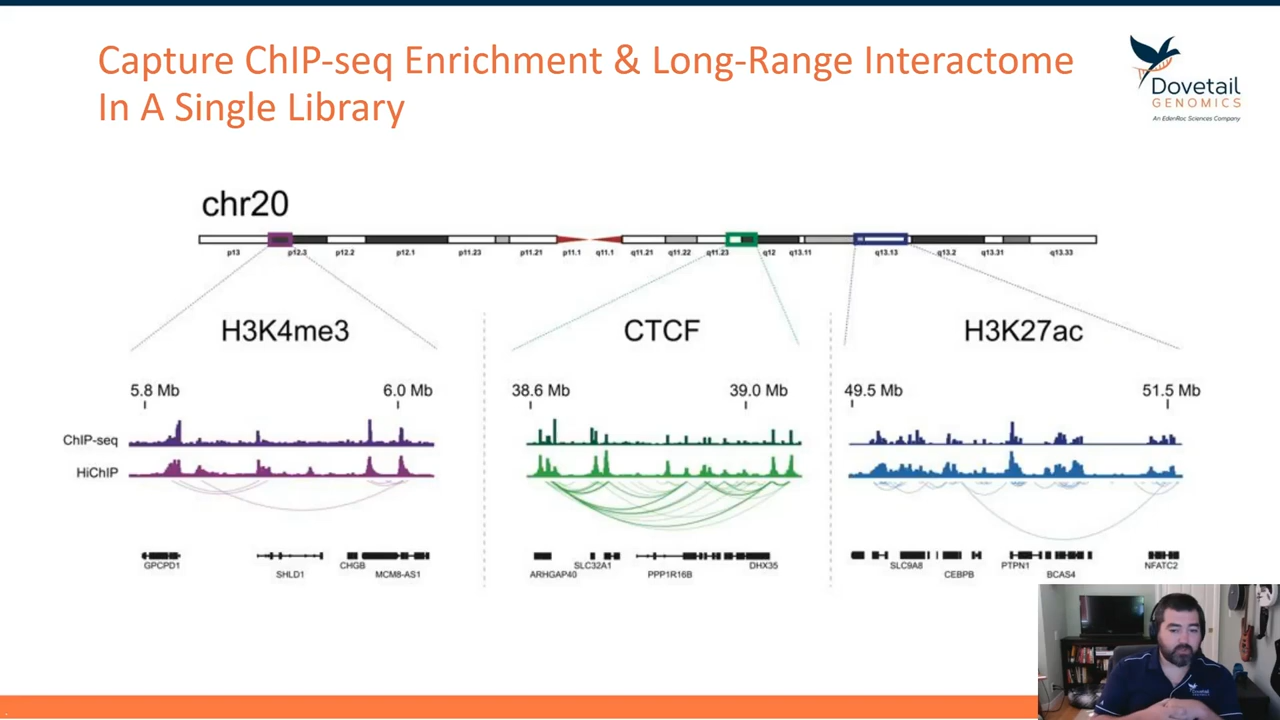 Capture ChIP-seq Enrichment & Long-Range Interactome
In A Single Library
Dovetail
GENOMICS
An EdenRoc Sciences Company
chr20
p13 p12.3 p12.2 p12.1 p11.23 p11.21 p11.1 q11.1 q11.21 q11.22 q11.23 q12 q13.11 q13.13 q13.2 q13.31 q13.33
H3K4me3 CTCF H3K27ac
5.8 Mb 6.0 Mb 38.6 Mb 39.0 Mb 49.5 Mb 51.5 Mb
ChIP-seq
HiChIP
GPCPD1 SHLD1 CHGB MCM8-AS1
ARHGAP40 SLC32A1 PPP1R16B DHX35
SLC9A8 CEBPB PTPN1 BCAS4 NFATC2
Dovetail